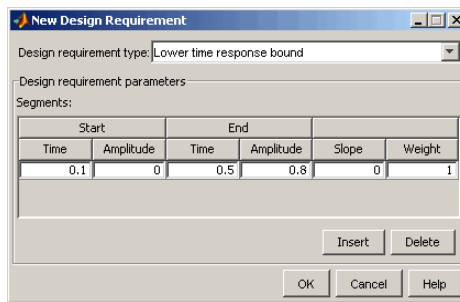 New Design Requirement
Design requirement type: Lower time response bound
Design requirement parameters
Segments:
Start End
Time Amplitude Time Amplitude Slope Weight
0.1 0 0.5 0.8 0 1
Insert Delete
OK Cancel Help